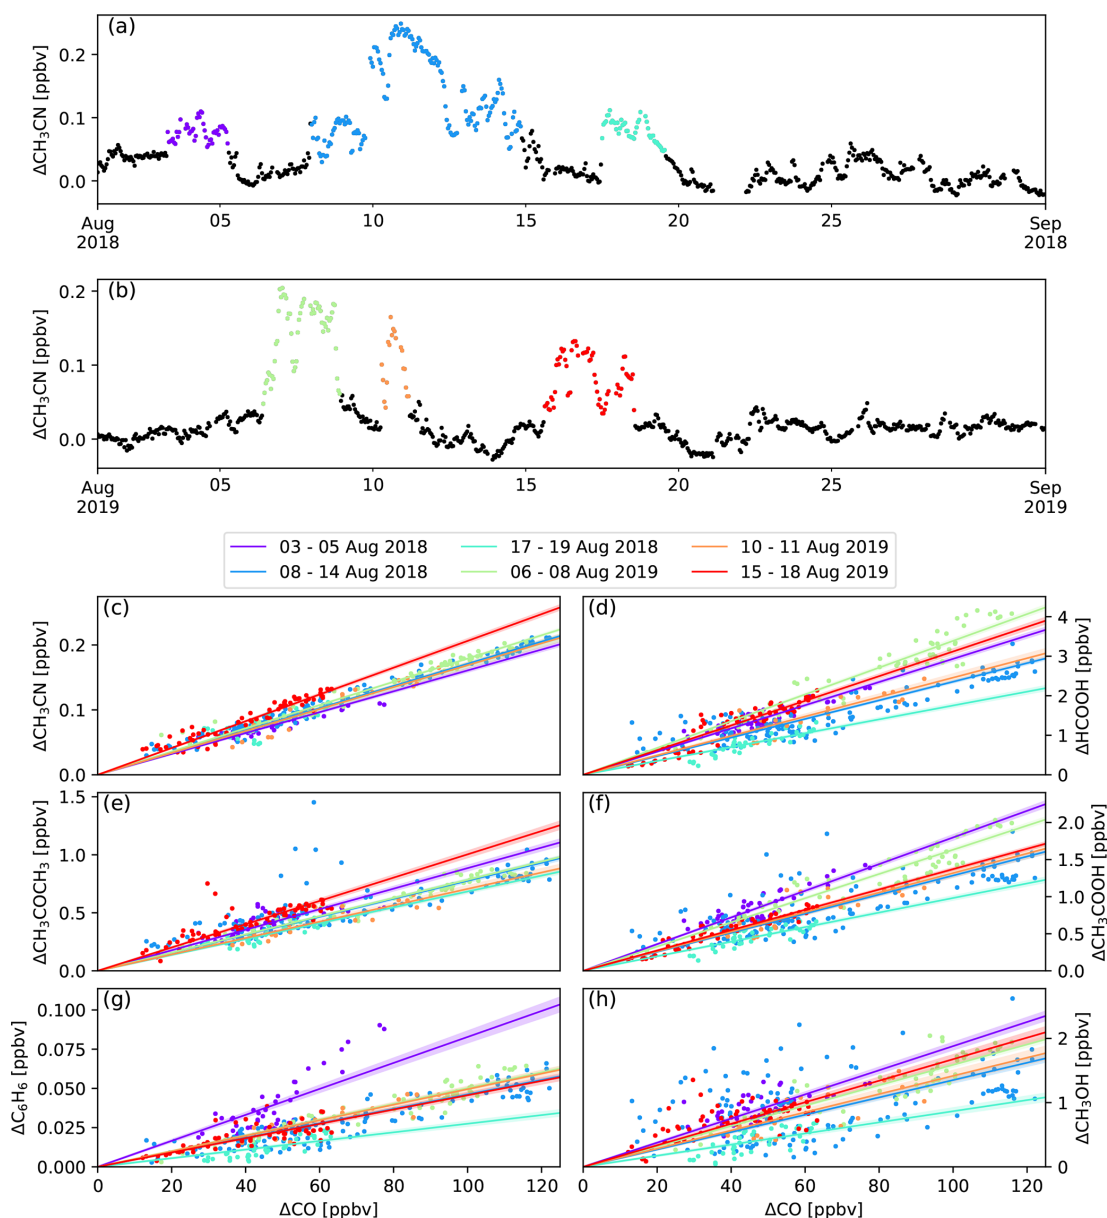 (a)
ΔCH₃CN [ppbv]
0.2
0.1
0.0
Aug 2018
05
10
15
20
25
Sep 2018
(b)
ΔCH₃CN [ppbv]
0.2
0.1
0.0
Aug 2019
05
10
15
20
25
Sep 2019
03 - 05 Aug 2018
17 - 19 Aug 2018
10 - 11 Aug 2019
08 - 14 Aug 2018
06 - 08 Aug 2019
15 - 18 Aug 2019
(c)
ΔCH₃CN [ppbv]
0.2
0.1
0.0
(d)
ΔHCOOH [ppbv]
4
3
2
1
0
(e)
ΔCH₃COCH₃ [ppbv]
1.5
1.0
0.5
0.0
(f)
ΔCH₃COOH [ppbv]
2.0
1.5
1.0
0.5
0.0
(g)
ΔC₆H₆ [ppbv]
0.100
0.075
0.050
0.025
0.000
0 20 40 60 80 100 120
ΔCO [ppbv]
(h)
ΔCH3OH [ppbv]
2
1
0
0 20 40 60 80 100 120
ΔCO [ppbv]